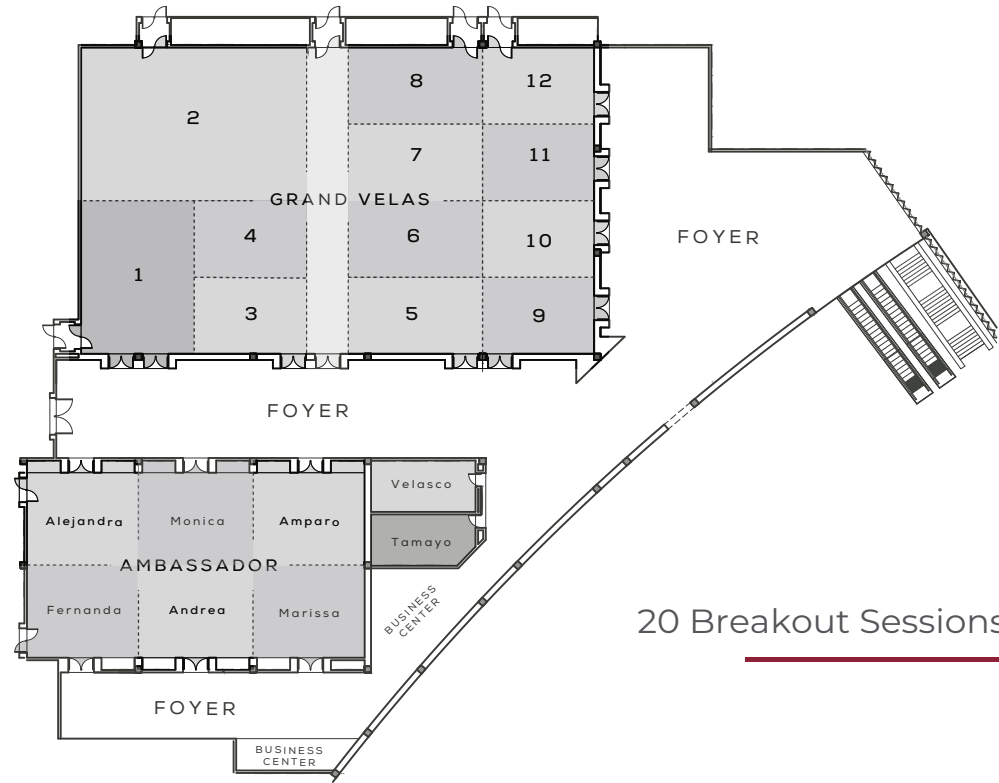 8
12
2
7
11
GRAND VELAS
4
6
10
FOYER
1
3
5
9
FOYER
Velasco
Alejandra
Monica
Amparo
Tamayo
AMBASSADOR
Fernanda
Andrea
Marissa
BUSINESS
CENTER
20 Breakout Sessions
FOYER
BUSINESS
CENTER